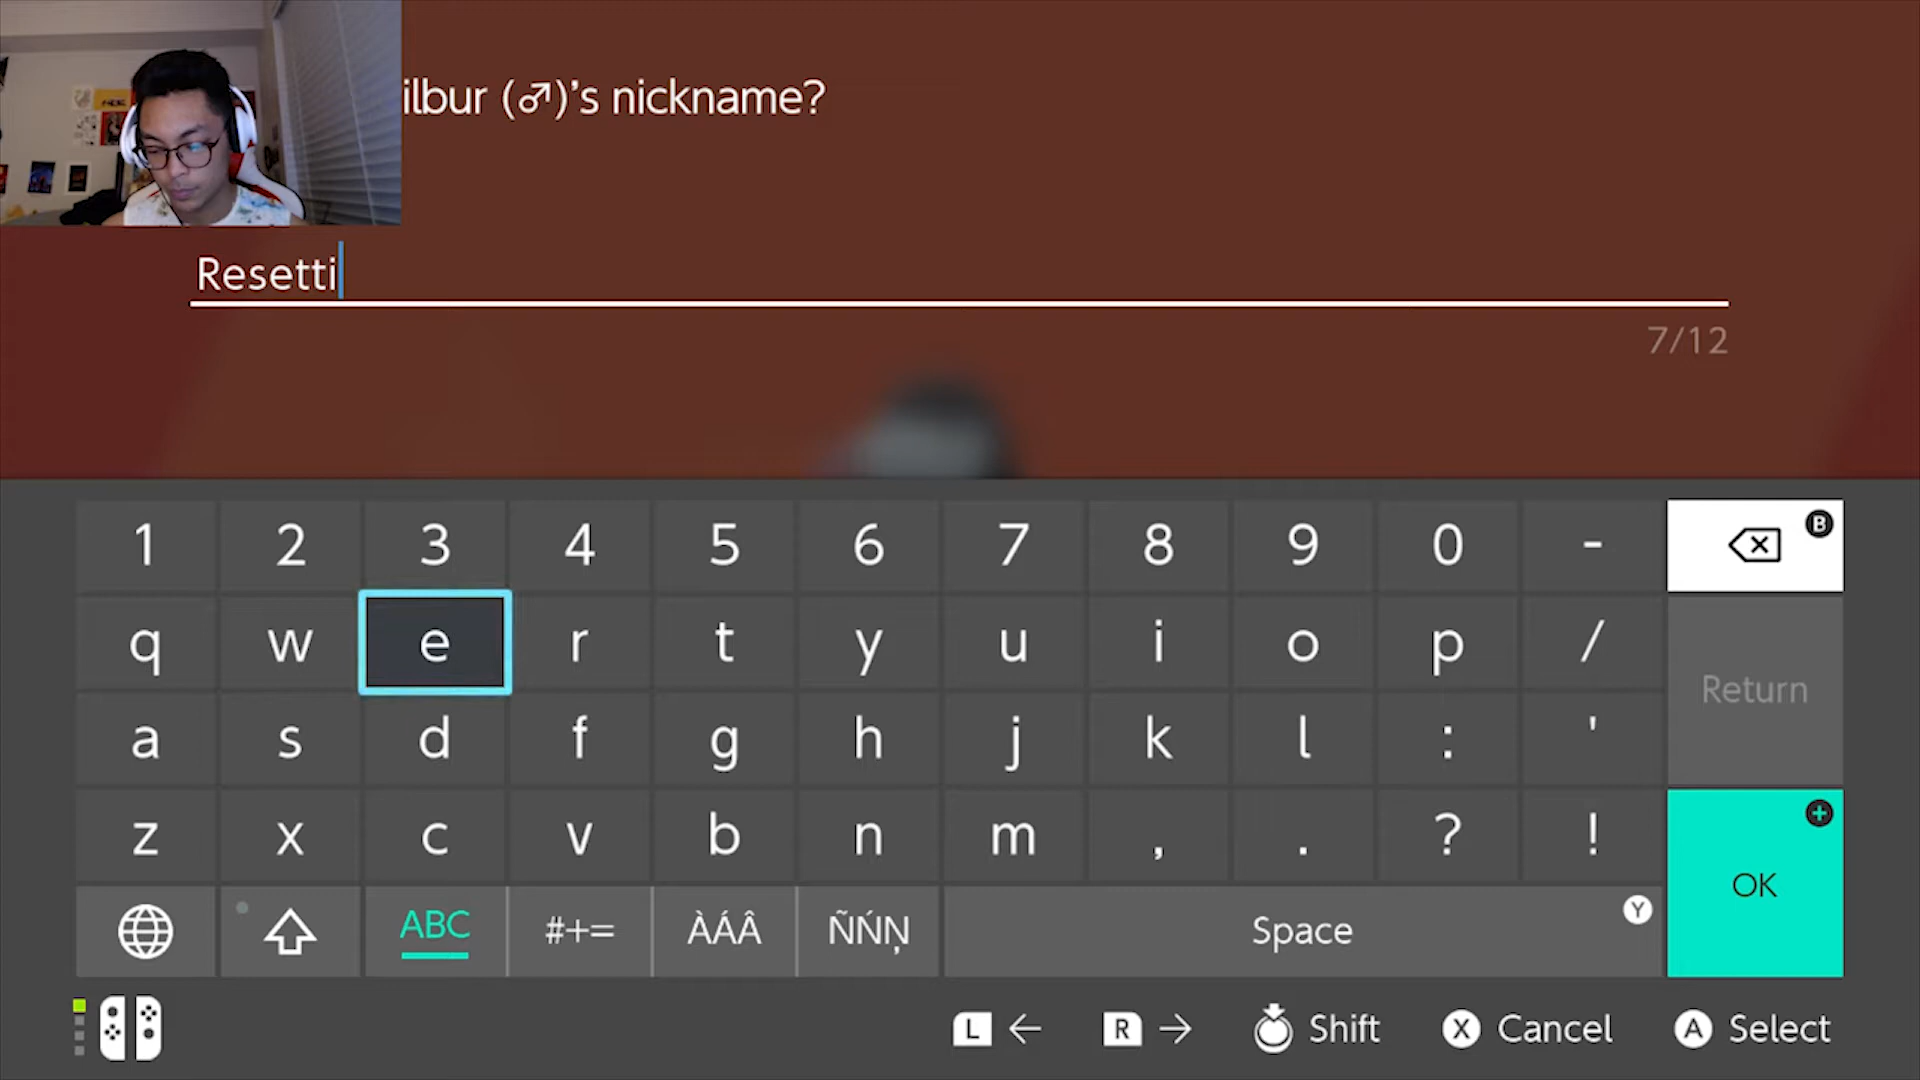 ilbur (♂)’s nickname?
Resetti
7/12
1 2 3 4 5 6 7 8 9 0 - B
q w e r t y u i o p /
Return
a s d f g h j k l : '
z x c v b n m , . ? !
OK
ABC #+= ÀÁÂ ÑŃŅ Space Y
L ← R → Shift X Cancel A Select